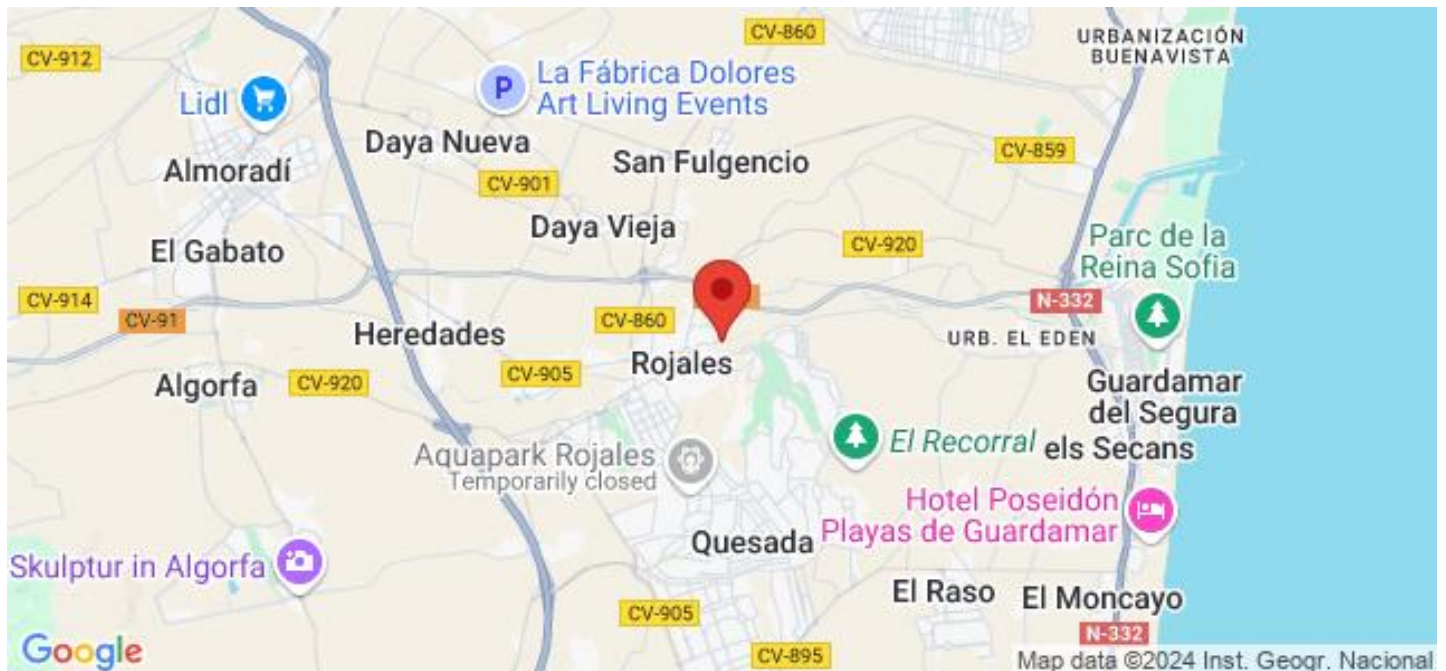 CV-860
URBANIZACIÓN
BUENAVISTA
CV-912
La Fábrica Dolores
Art Living Events
P
Lidl
Daya Nueva
CV-859
San Fulgencio
Almoradí
CV-901
Daya Vieja
Parc de la
Reina Sofia
CV-920
El Gabato
CV-914
CV-91
N-332
CV-860
Heredades
URB. EL EDEN
Rojales
CV-905
Algorfa
CV-920
Guardamar
del Segura
El Recorral
els Secans
Aquapark Rojales
Temporarily closed
Hotel Poseidón
Playas de Guardamar
Quesada
Skulptur in Algorfa
El Raso
El Moncayo
CV-905
N-332
CV-895
Google
Map data ©2024 Inst. Geogr. Nacional